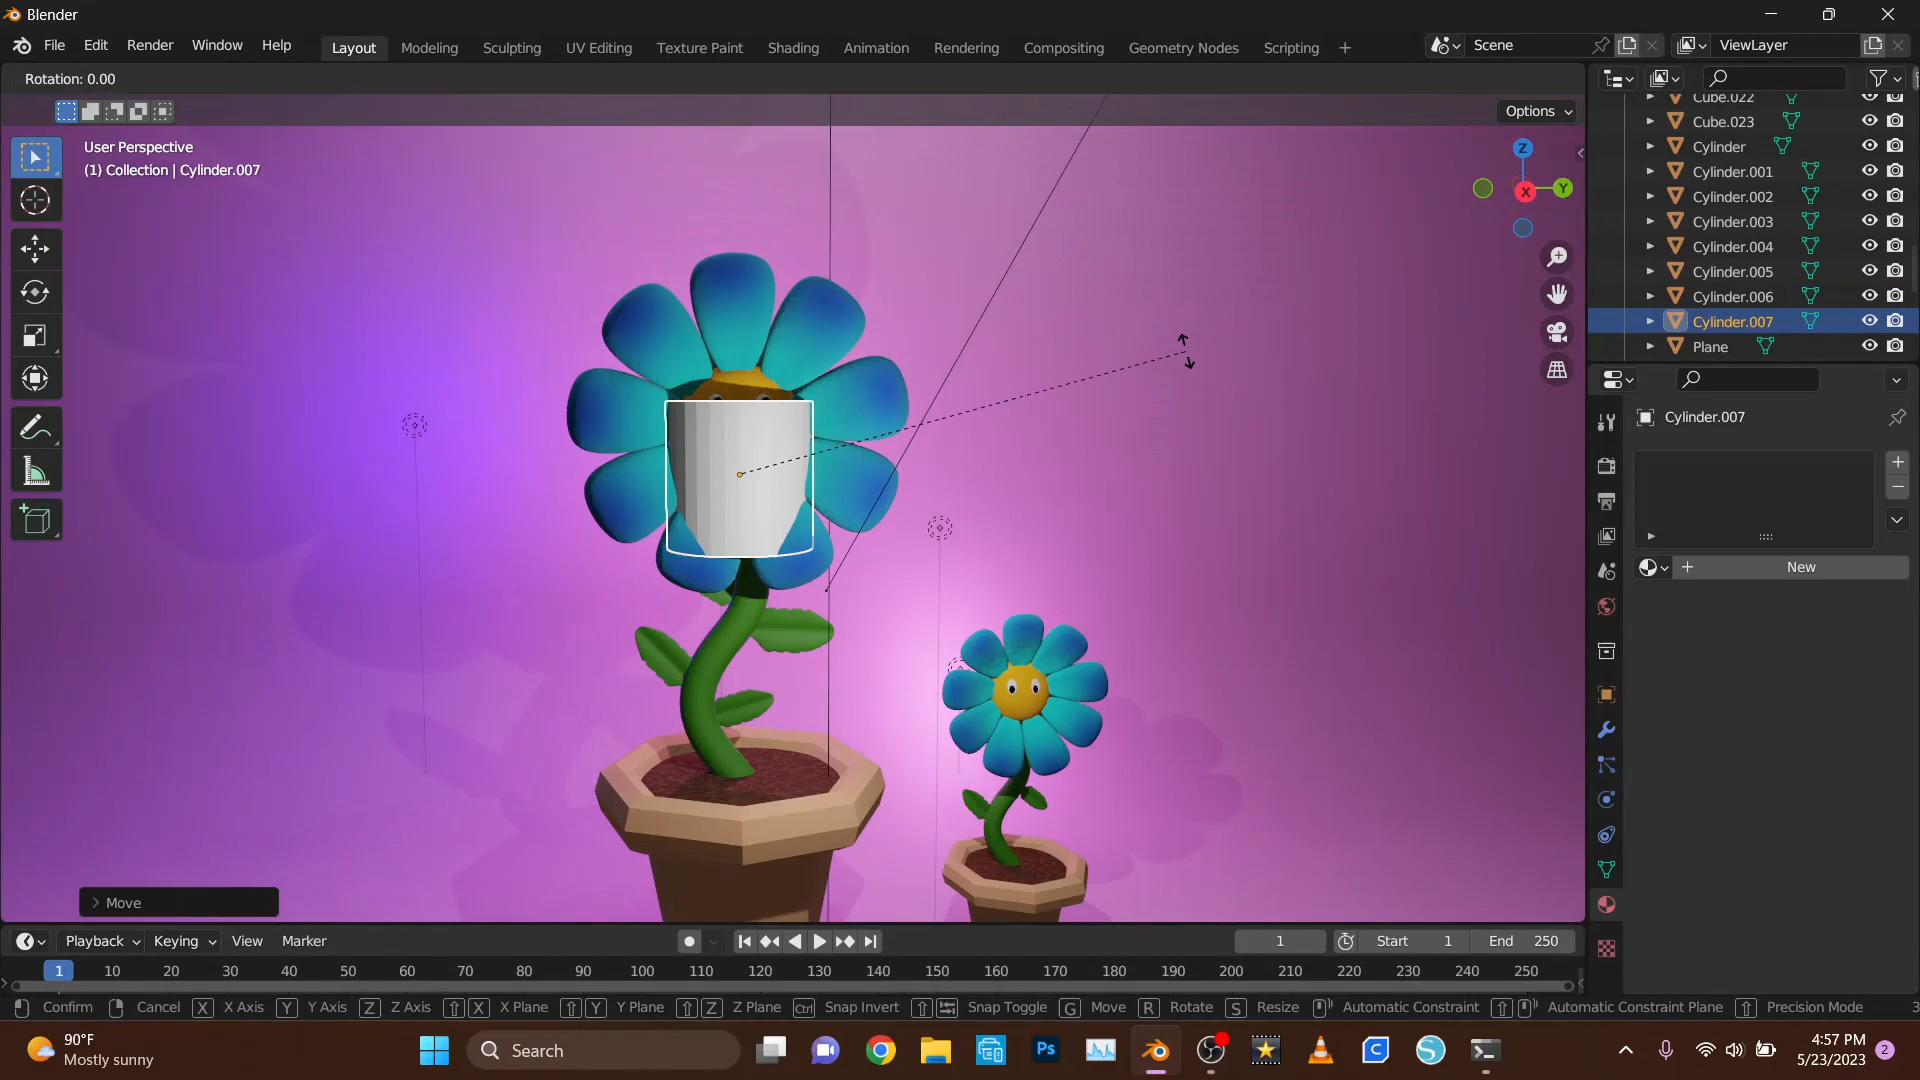 Blender
File Edit Render Window Help Layout Modeling Sculpting UV Editing Texture Paint Shading Animation Rendering Compositing Geometry Nodes Scripting + Scene ViewLayer
Rotation: 0.00
Options
User Perspective
(1) Collection | Cylinder.007
Z
X Y
Cube.022
Cube.023
Cylinder
Cylinder.001
Cylinder.002
Cylinder.003
Cylinder.004
Cylinder.005
Cylinder.006
Cylinder.007
Plane
Cylinder.007
+ New
Move
Playback Keying View Marker 1 Start 1 End 250
1 10 20 30 40 50 60 70 80 90 100 110 120 130 140 150 160 170 180 190 200 210 220 230 240 250
Confirm Cancel X X Axis Y Y Axis Z Z Axis X X Plane Y Y Plane Z Z Plane Ctrl Snap Invert Snap Toggle G Move R Rotate S Resize Automatic Constraint Automatic Constraint Plane Precision Mode 3
90°F
Mostly sunny
Search
Ps
4:57 PM
5/23/2023
2